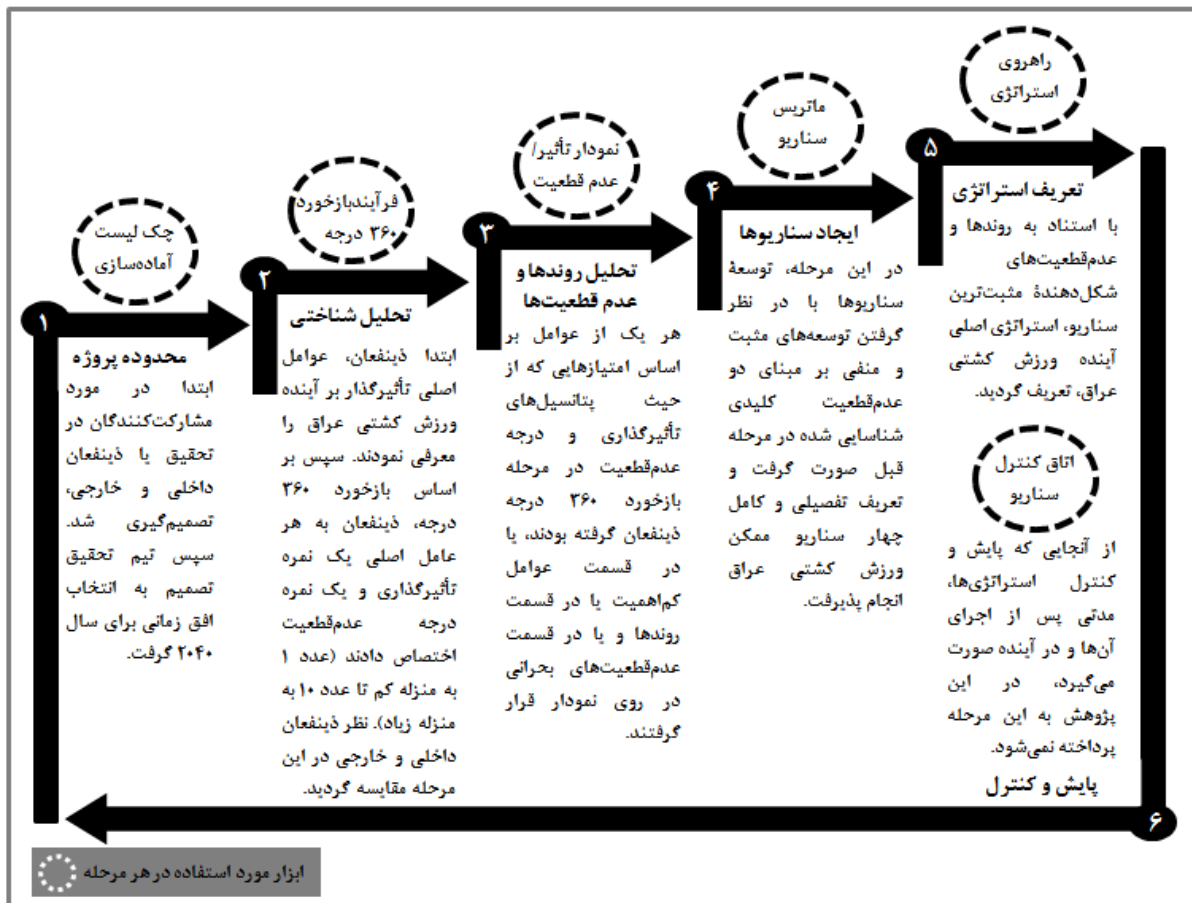 ۱
چک لیست
آماده‌سازی
محدوده پروژه
ابتدا در مورد
مشارکت‌کنندگان در
تحقیق یا ذینفعان
داخلی و خارجی،
تصمیم‌گیری شد.
سپس تیم تحقیق
تصمیم به انتخاب
افق زمانی برای سال
۲۰۴۰ گرفت.
۲
فرآیندبازخورد
۳۶۰ درجه
تحلیل شناختی
ابتدا ذینفعان، عوامل
اصلی تأثیرگذار بر آینده
ورزش کشتی عراق را
معرفی نمودند. سپس بر
اساس بازخورد ۳۶۰
درجه، ذینفعان به هر
عامل اصلی یک نمره
تأثیرگذاری و یک نمره
درجه عدم‌قطعیت
اختصاص دادند (عدد ۱
به منزله کم تا عدد ۱۰ به
منزله زیاد). نظر ذینفعان
داخلی و خارجی در این
مرحله مقایسه گردید.
۳
نمودار تأثیر/
عدم قطعیت
تحلیل روندها و
عدم قطعیت‌ها
هر یک از عوامل بر
اساس امتیازهایی که از
حیث پتانسیل‌های
تأثیرگذاری و درجه
عدم‌قطعیت در مرحله
بازخورد ۳۶۰ درجه
ذینفعان گرفته بودند، یا
در قسمت عوامل
کم‌اهمیت یا در قسمت
روندها و یا در قسمت
عدم‌قطعیت‌های بحرانی
در روی نمودار قرار
گرفتند.
۴
ماتریس
سناریو
ایجاد سناریوها
در این مرحله، توسعهٔ
سناریوها با در نظر
گرفتن توسعه‌های مثبت
و منفی بر مبنای دو
عدم‌قطعیت کلیدی
شناسایی شده در مرحله
قبل صورت گرفت و
تعریف تفصیلی و کامل
چهار سناریو ممکن
ورزش کشتی عراق
انجام پذیرفت.
۵
راهروی
استراتژی
تعریف استراتژی
با استناد به روندها و
عدم‌قطعیت‌های
شکل‌دهندهٔ مثبت‌ترین
سناریو، استراتژی اصلی
آینده ورزش کشتی
عراق، تعریف گردید.
اتاق کنترل
سناریو
از آنجایی که پایش و
کنترل استراتژی‌ها،
مدتی پس از اجرای
آن‌ها و در آینده صورت
می‌گیرد، در این
پژوهش به این مرحله
پرداخته نمی‌شود.
پایش و کنترل
۶
ابزار مورد استفاده در هر مرحله